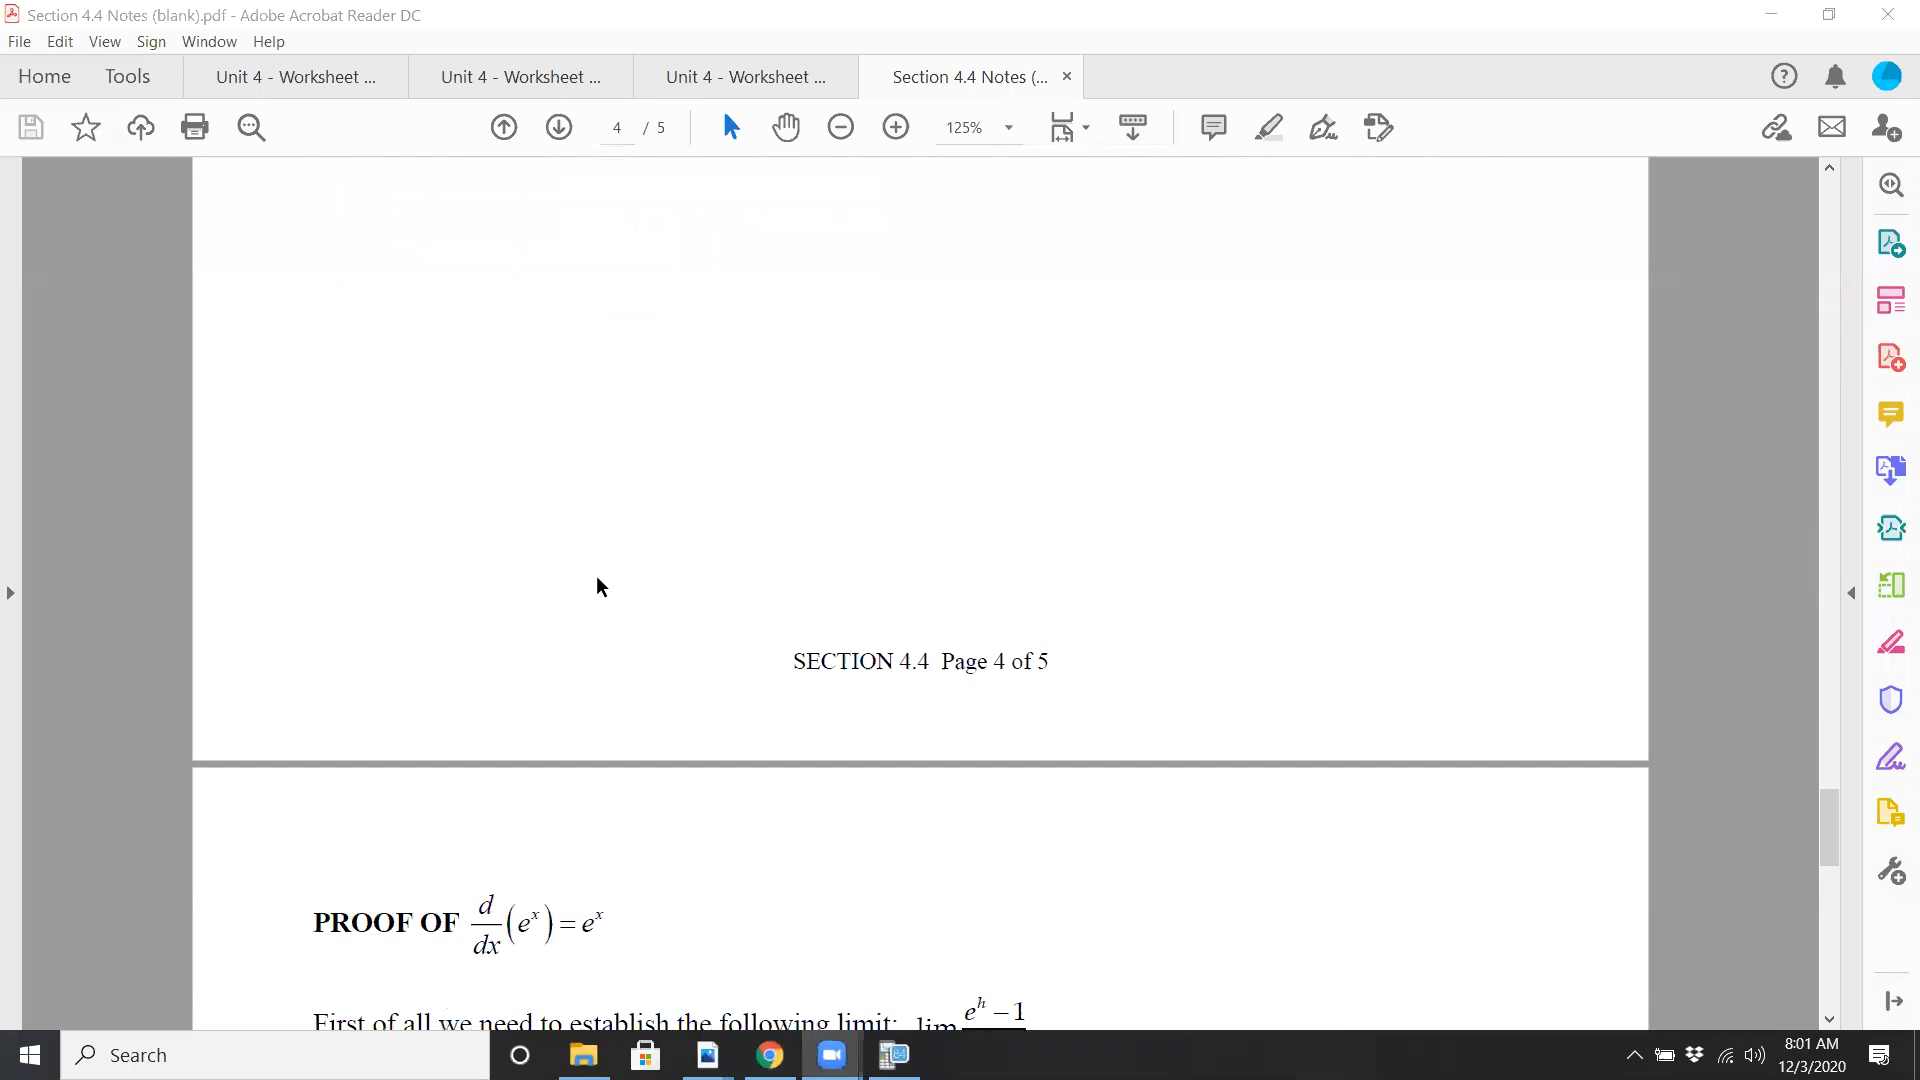 Section 4.4 Notes (blank).pdf - Adobe Acrobat Reader DC
File Edit View Sign Window Help
Home Tools Unit 4 - Worksheet ... Unit 4 - Worksheet ... Unit 4 - Worksheet ... Section 4.4 Notes (... ×
4 / 5 125%
SECTION 4.4 Page 4 of 5
PROOF OF d/dx (e^x) = e^x
First of all we need to establish the following limit: lim e^h − 1
Search
84
8:01 AM
12/3/2020